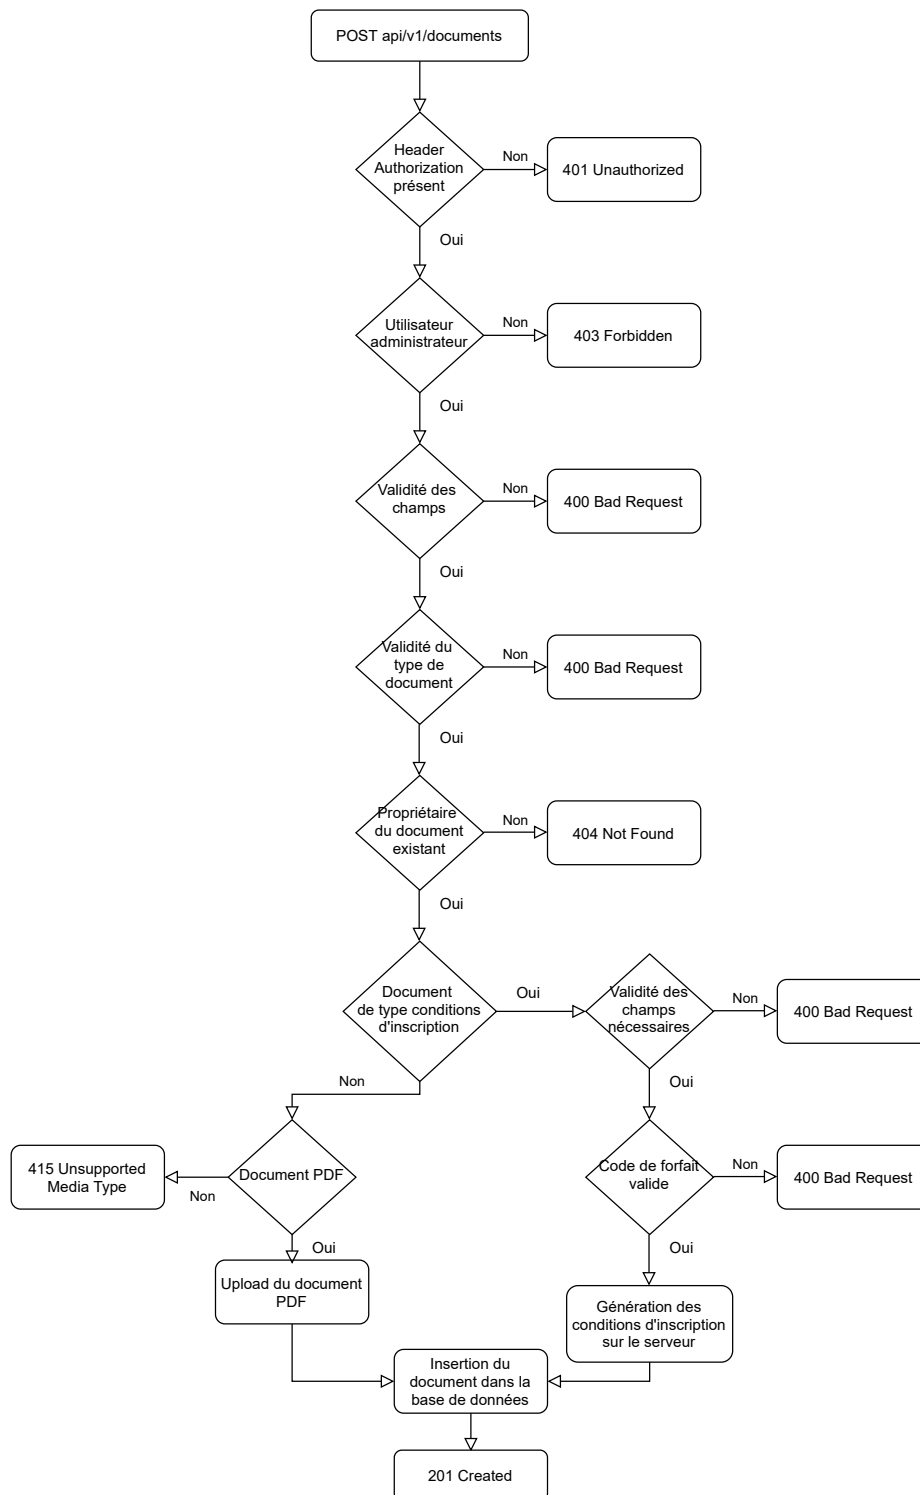 POST api/v1/documents
Header
Authorization
présent
Non
401 Unauthorized
Oui
Utilisateur
administrateur
Non
403 Forbidden
Oui
Validité des
champs
Non
400 Bad Request
Oui
Validité du
type de
document
Non
400 Bad Request
Oui
Propriétaire
du document
existant
Non
404 Not Found
Oui
Document
de type conditions
d'inscription
Oui
Validité des
champs
nécessaires
Non
400 Bad Request
Non
Oui
415 Unsupported
Media Type
Non
Document PDF
Code de forfait
valide
Non
400 Bad Request
Oui
Oui
Upload du document
PDF
Génération des
conditions d'inscription
sur le serveur
Insertion du
document dans la
base de données
201 Created